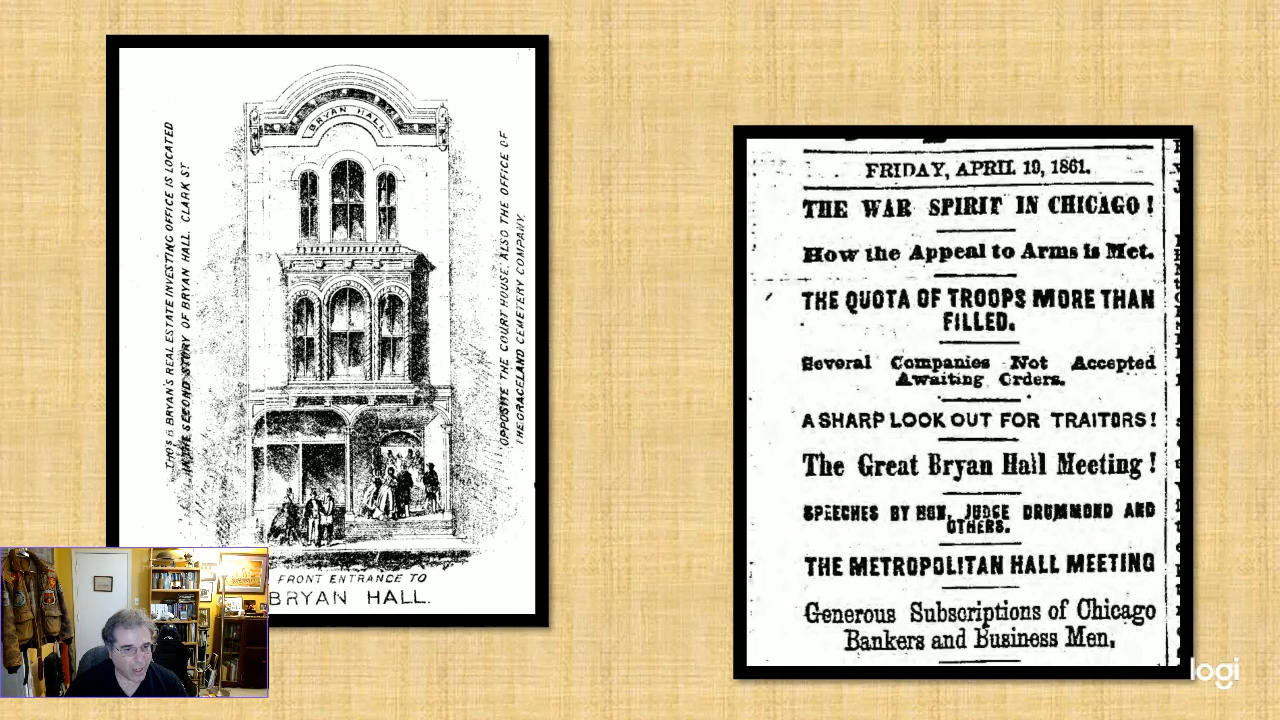 BRYAN HALL
THO'S B BRYAN'S REAL ESTATE INVESTING OFFICE IS LOCATED
IN THE SECOND STORY OF BRYAN HALL. CLARK ST.
OPPOSITE THE COURT HOUSE, ALSO THE OFFICE OF
THE GRACELAND CEMETERY COMPANY.
FRONT ENTRANCE TO
BRYAN HALL.
FRIDAY, APRIL 19, 1861.
THE WAR SPIRIT IN CHICAGO!
How the Appeal to Arms is Met.
THE QUOTA OF TROOPS MORE THAN
FILLED.
Several Companies Not Accepted
Awaiting Orders.
A SHARP LOOK OUT FOR TRAITORS!
The Great Bryan Hall Meeting!
SPEECHES BY HON. JUDGE DRUMMOND AND
OTHERS.
THE METROPOLITAN HALL MEETING
Generous Subscriptions of Chicago
Bankers and Business Men,
logi